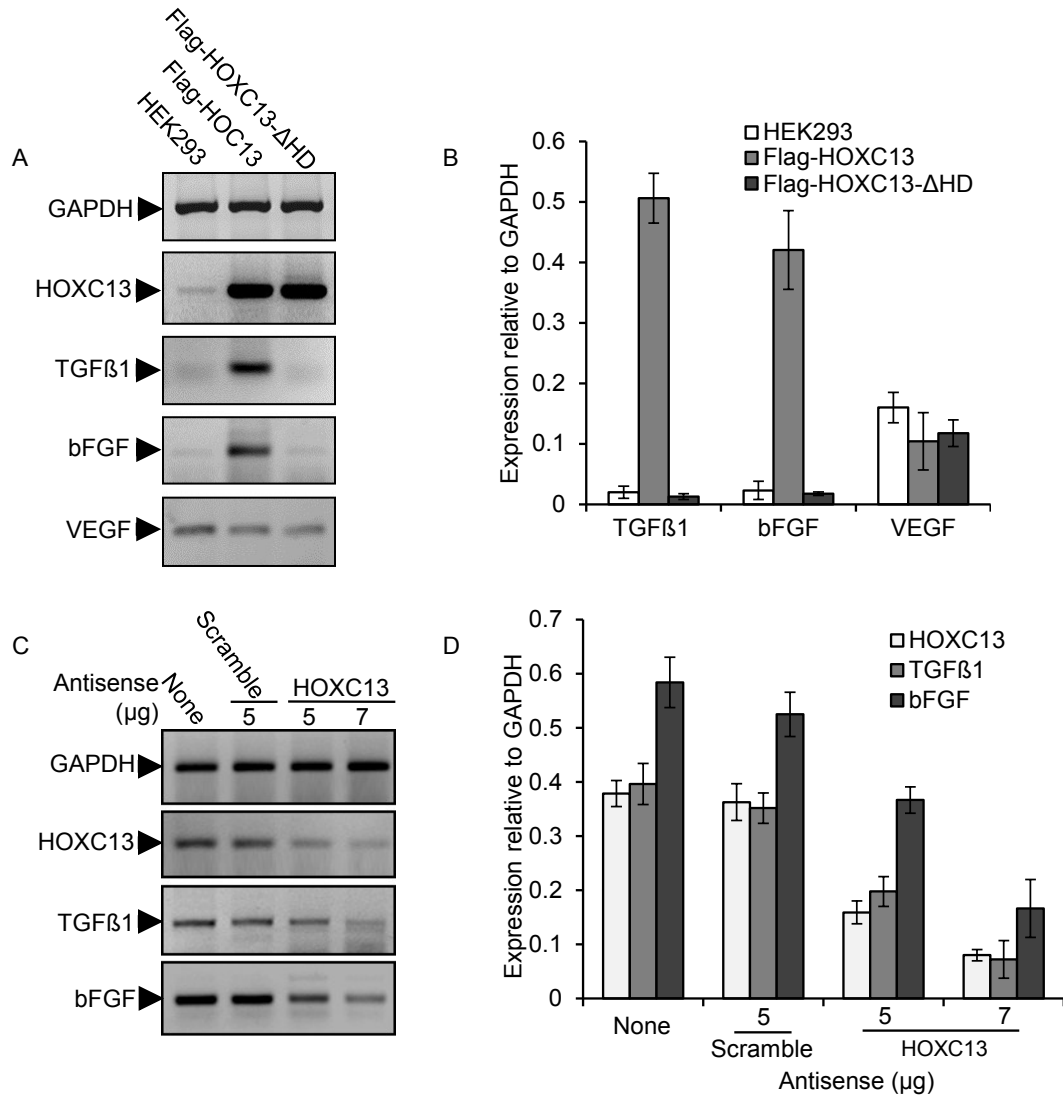 A
HEK293
Flag-HOC13
Flag-HOXC13-ΔHD
GAPDH
HOXC13
TGFß1
bFGF
VEGF
B
HEK293
Flag-HOXC13
Flag-HOXC13-ΔHD
Expression relative to GAPDH
0.6
0.5
0.4
0.3
0.2
0.1
0
TGFß1 bFGF VEGF
C
Antisense
(µg)
None
Scramble
HOXC13
5 5 7
GAPDH
HOXC13
TGFß1
bFGF
D
HOXC13
TGFß1
bFGF
Expression relative to GAPDH
0.7
0.6
0.5
0.4
0.3
0.2
0.1
0
None 5 5 7
Scramble HOXC13
Antisense (µg)